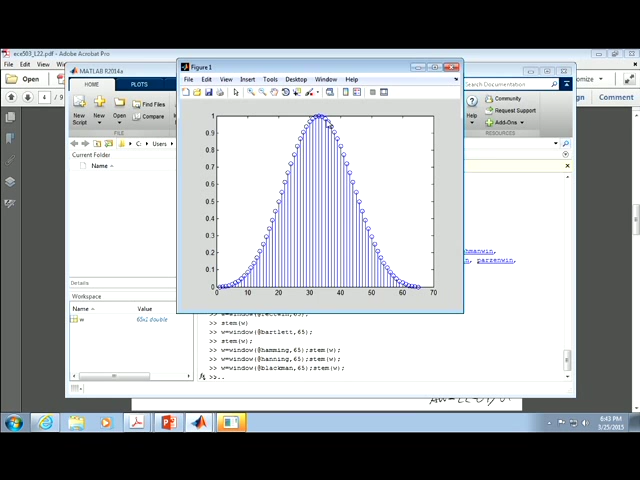 ece503_L22.pdf - Adobe Acrobat Pro
File Edit View
Open
4 / 9
Customize
Sign Comment
MATLAB R2014a
HOME PLOTS
Search Documentation
New Script New Open Find Files Compare
FILE
Help Community Request Support Add-Ons
RESOURCES
C: Users
Current Folder
Name
Details
Workspace
Name Value
w 65x1 double
Figure 1
File Edit View Insert Tools Desktop Window Help
1
0.9
0.8
0.7
0.6
0.5
0.4
0.3
0.2
0.1
0
0 10 20 30 40 50 60 70
parzenwin,
>> stem(w)
>> w=window(@bartlett,65);
>> stem(w);
>> w=window(@hamming,65);stem(w);
>> w=window(@hanning,65);stem(w);
>> w=window(@blackman,65);stem(w);
fx >>
6:43 PM
3/25/2015